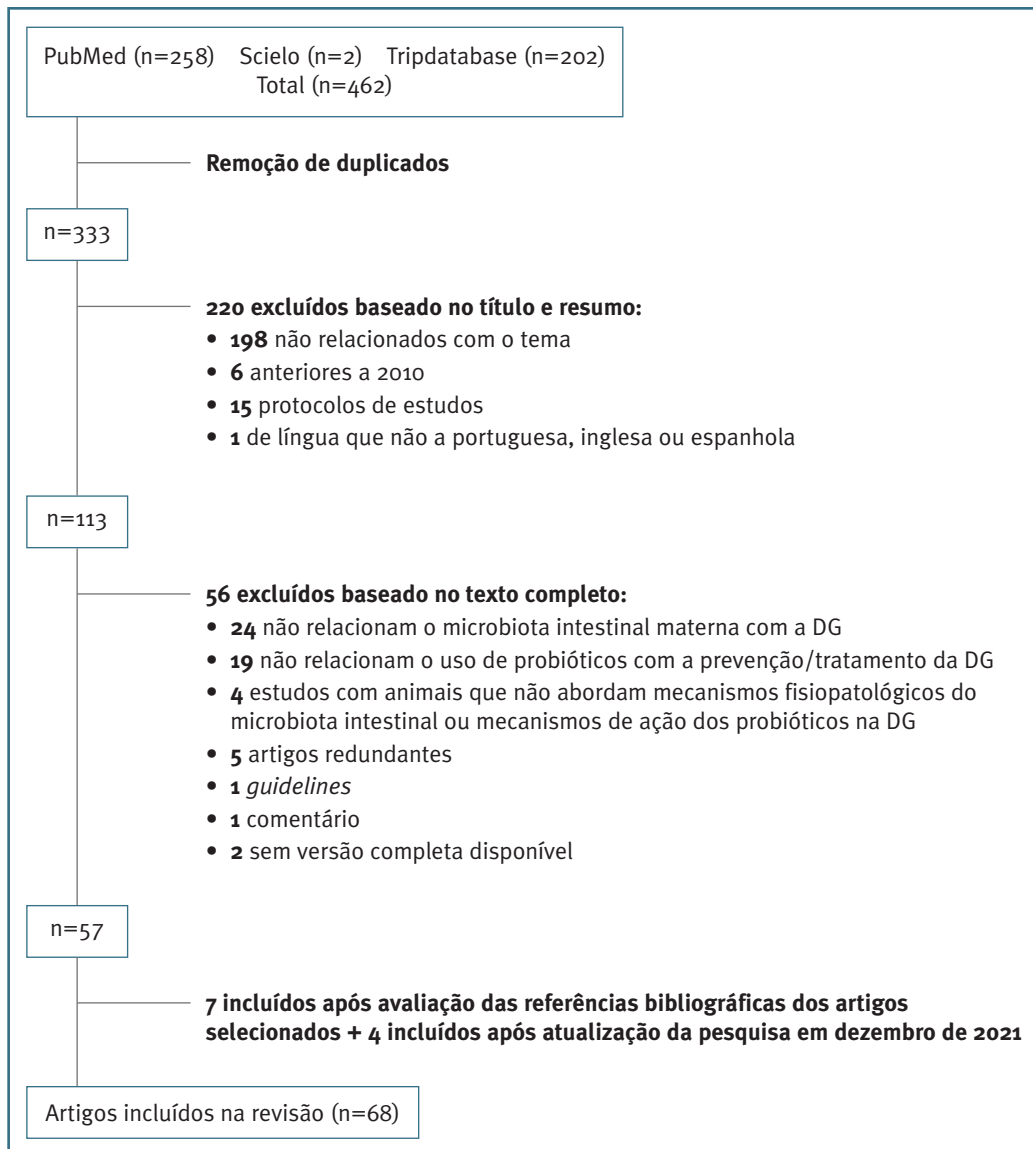 PubMed (n=258) Scielo (n=2) Tripdatabase (n=202)
Total (n=462)
Remoção de duplicados
n=333
220 excluídos baseado no título e resumo:
• 198 não relacionados com o tema
• 6 anteriores a 2010
• 15 protocolos de estudos
• 1 de língua que não a portuguesa, inglesa ou espanhola
n=113
56 excluídos baseado no texto completo:
• 24 não relacionam o microbiota intestinal materna com a DG
• 19 não relacionam o uso de probióticos com a prevenção/tratamento da DG
• 4 estudos com animais que não abordam mecanismos fisiopatológicos do
microbiota intestinal ou mecanismos de ação dos probióticos na DG
• 5 artigos redundantes
• 1 guidelines
• 1 comentário
• 2 sem versão completa disponível
n=57
7 incluídos após avaliação das referências bibliográficas dos artigos
selecionados + 4 incluídos após atualização da pesquisa em dezembro de 2021
Artigos incluídos na revisão (n=68)